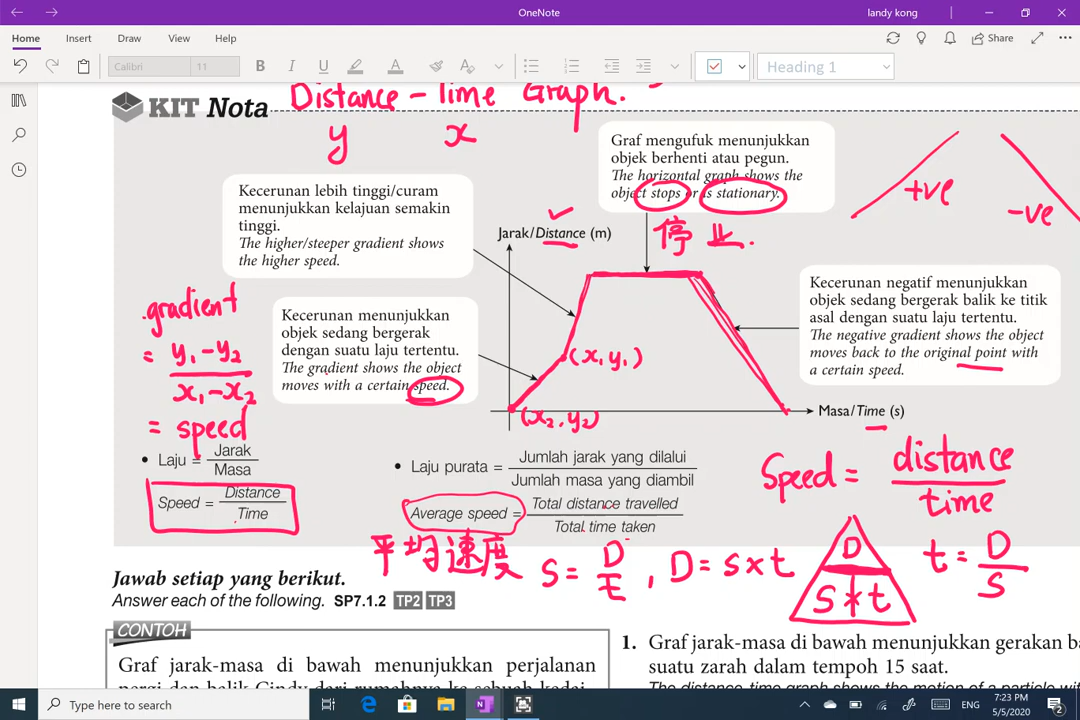 OneNote
landy kong
Home Insert Draw View Help
Share
Calibri 11 B I U A Heading 1
Distance - Time Graph.
KIT Nota
y x
Graf mengufuk menunjukkan
objek berhenti atau pegun.
The horizontal graph shows the
object stops or is stationary.
+ve -ve
Kecerunan lebih tinggi/curam
menunjukkan kelajuan semakin
tinggi.
The higher/steeper gradient shows
the higher speed.
Jarak/Distance (m)
停止.
Kecerunan menunjukkan
objek sedang bergerak
dengan suatu laju tertentu.
The gradient shows the object
moves with a certain speed.
Kecerunan negatif menunjukkan
objek sedang bergerak balik ke titik
asal dengan suatu laju tertentu.
The negative gradient shows the object
moves back to the original point with
a certain speed.
gradient
= y₁-y₂
x₁-x₂
= speed
(x₁y₁)
(x₂,y₂)
Masa/Time (s)
• Laju = Jarak
Masa
Speed = Distance
Time
• Laju purata = Jumlah jarak yang dilalui
Jumlah masa yang diambil
Average speed = Total distance travelled
Total time taken
Speed = distance
time
平均速度
S = D
t , D = s x t
D
S * t
t = D
S
Jawab setiap yang berikut.
Answer each of the following. SP7.1.2 TP2 TP3
CONTOH
Graf jarak-masa di bawah menunjukkan perjalanan
1. Graf jarak-masa di bawah menunjukkan gerakan
suatu zarah dalam tempoh 15 saat.
Type here to search
ENG
7:23 PM
5/5/2020
2